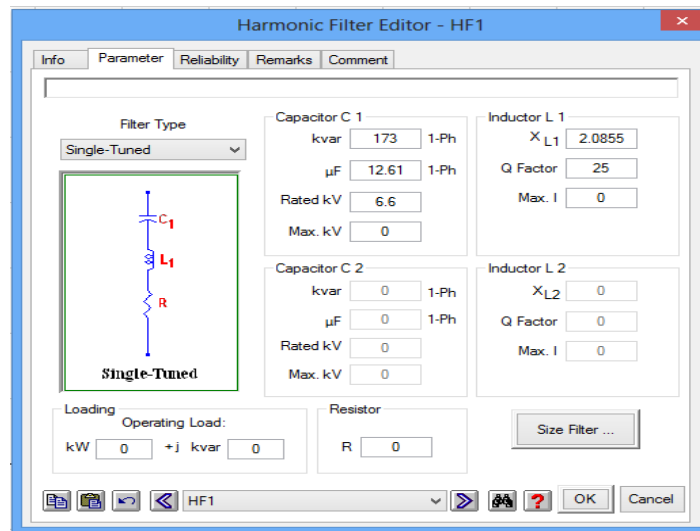 Harmonic Filter Editor - HF1
Info Parameter Reliability Remarks Comment
Filter Type
Single-Tuned
C1
L1
R
Single-Tuned
Capacitor C 1
kvar 173 1-Ph
µF 12.61 1-Ph
Rated kV 6.6
Max. kV 0
Inductor L 1
XL1 2.0855
Q Factor 25
Max. I 0
Capacitor C 2
kvar 0 1-Ph
µF 0 1-Ph
Rated kV 0
Max. kV 0
Inductor L 2
XL2 0
Q Factor 0
Max. I 0
Loading
Operating Load:
kW 0 +j kvar 0
Resistor
R 0
Size Filter ...
HF1
?
OK
Cancel